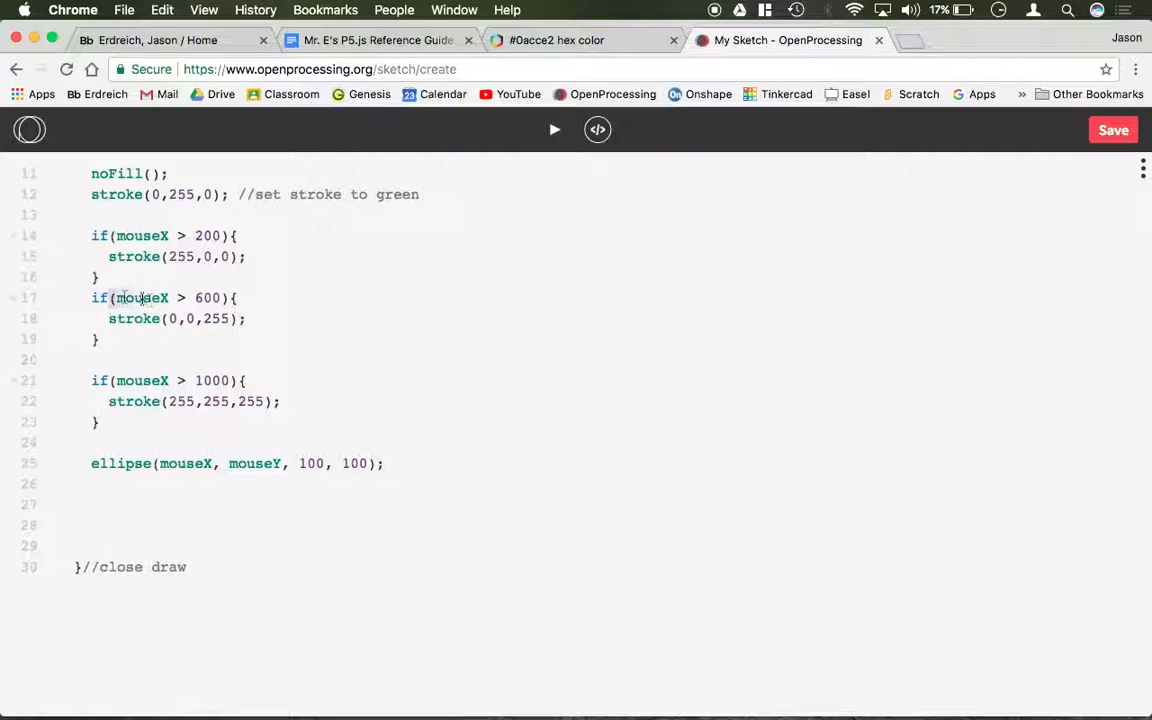 Chrome File Edit View History Bookmarks People Window Help 17%
Bb Erdreich, Jason / Home Mr. E's P5.js Reference Guide #0acce2 hex color My Sketch - OpenProcessing Jason
Secure https://www.openprocessing.org/sketch/create
Apps Bb Erdreich Mail Drive Classroom Genesis 23 Calendar YouTube OpenProcessing On Onshape Tinkercad Easel Scratch Apps » Other Bookmarks
</> Save
11 noFill();
12 stroke(0,255,0); //set stroke to green
13
14 if(mouseX > 200){
15 stroke(255,0,0);
16 }
17 if(mouseX > 600){
18 stroke(0,0,255);
19 }
20
21 if(mouseX > 1000){
22 stroke(255,255,255);
23 }
24
25 ellipse(mouseX, mouseY, 100, 100);
26
27
28
29
30 }//close draw